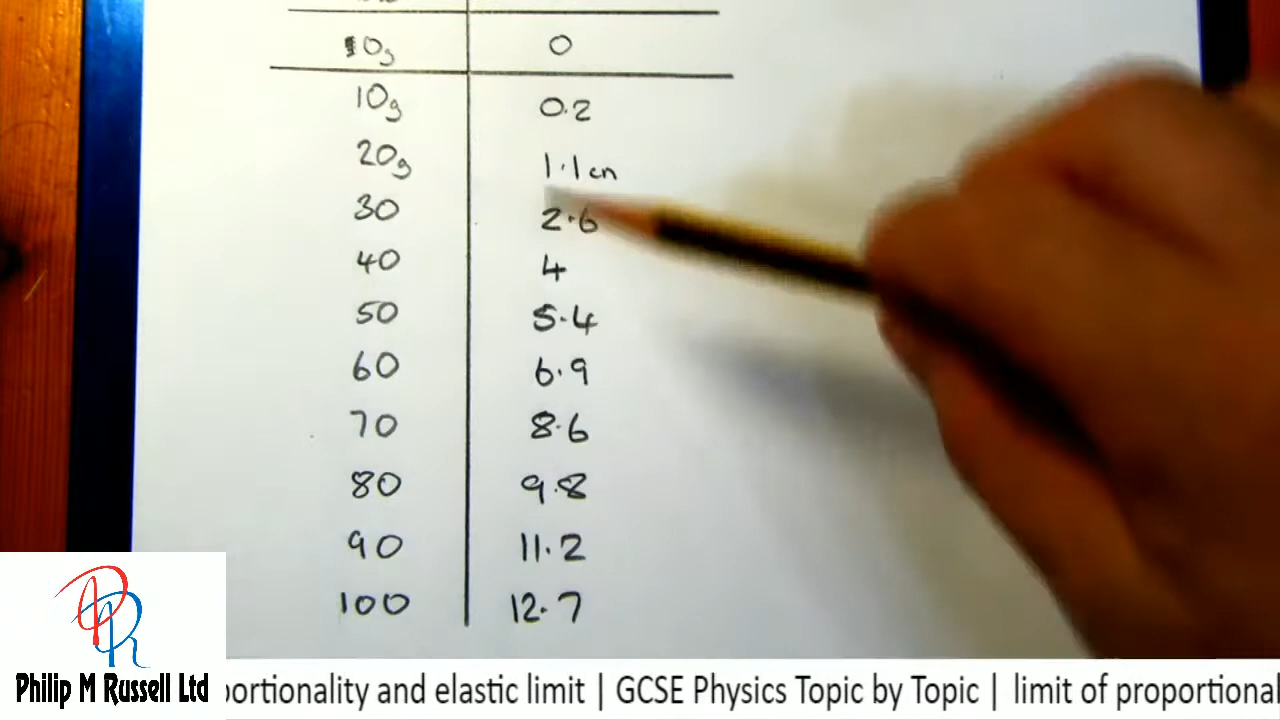 0g 0
10g 0.2
20g 1.1cm
30 2.6
40 4
50 5.4
60 6.9
70 8.6
80 9.8
90 11.2
100 12.7
Philip M Russell Ltd
portionality and elastic limit | GCSE Physics Topic by Topic | limit of proportional